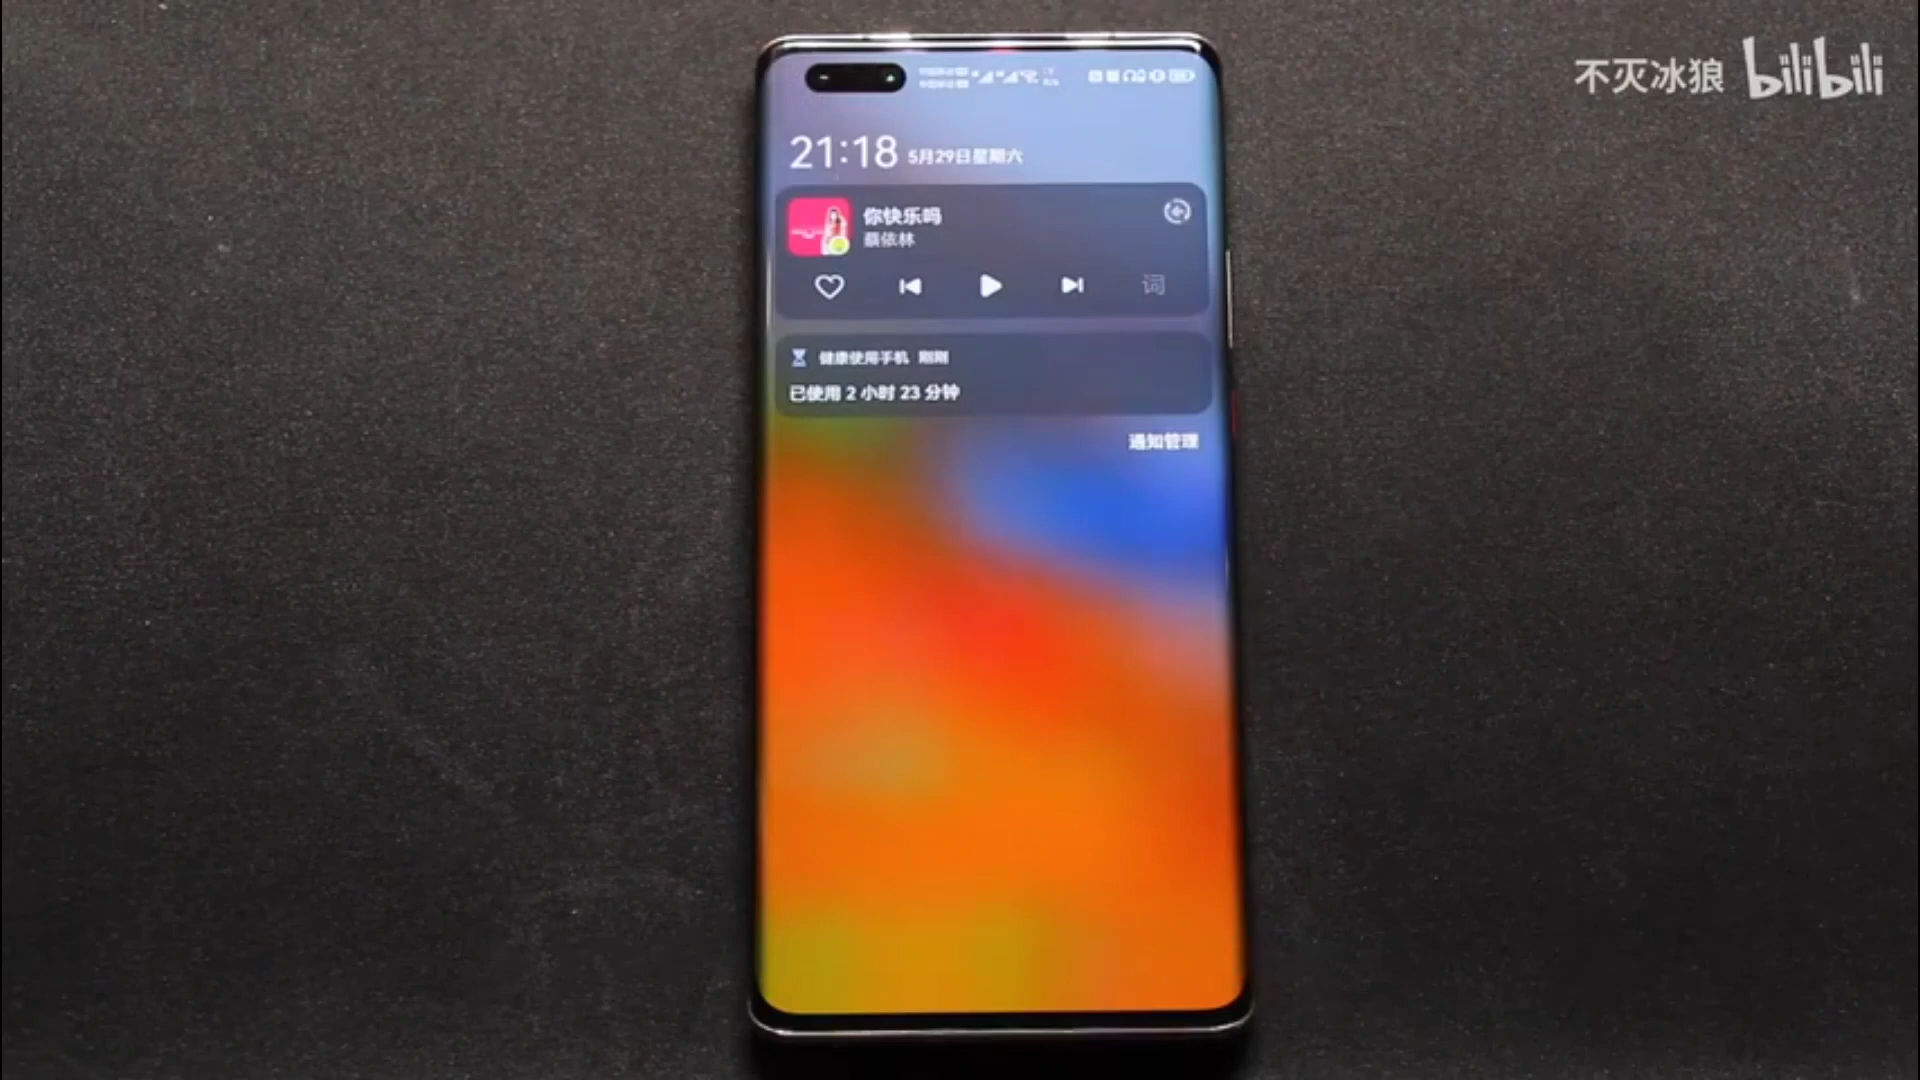 不灭冰狼 bilibili
21:18 5月29日星期六
你快乐吗
蔡依林
词
健康使用手机 刚刚
已使用 2 小时 23 分钟
通知管理